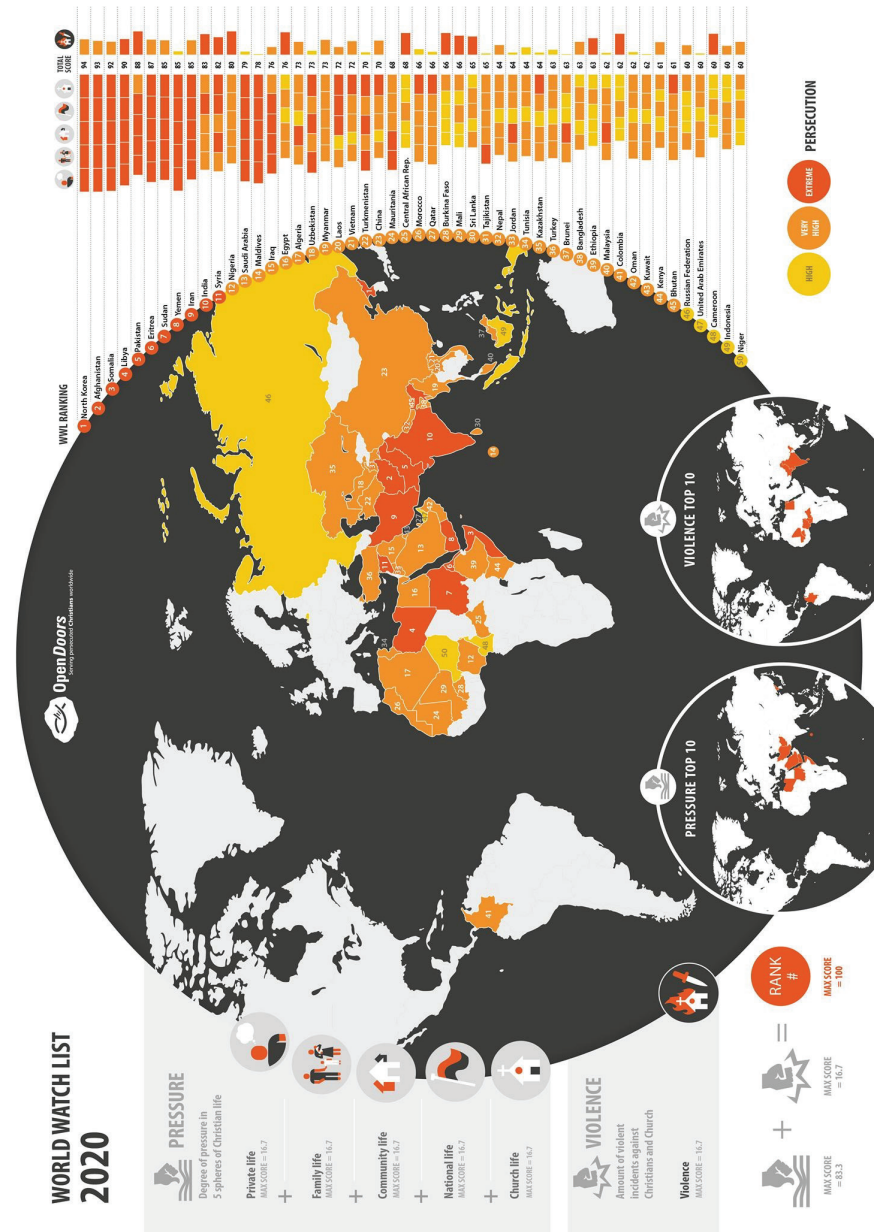 WORLD WATCH LIST
2020
PRESSURE
Degree of pressure in
5 spheres of Christian life
Private life
MAX SCORE = 16.7
+
Family life
MAX SCORE = 16.7
+
Community life
MAX SCORE = 16.7
+
National life
MAX SCORE = 16.7
+
Church life
MAX SCORE = 16.7
VIOLENCE
Amount of violent
incidents against
Christians and Church
Violence
MAX SCORE = 16.7
MAX SCORE
= 83.3
+
MAX SCORE
= 16.7
=
RANK
#
MAX SCORE
= 100
OpenDoors
Serving persecuted Christians worldwide
PRESSURE TOP 10
VIOLENCE TOP 10
WWL RANKING
TOTAL
SCORE
1 North Korea 94
2 Afghanistan 93
3 Somalia 92
4 Libya 90
5 Pakistan 88
6 Eritrea 87
7 Sudan 85
8 Yemen 85
9 Iran 85
10 India 83
11 Syria 82
12 Nigeria 80
13 Saudi Arabia 79
14 Maldives 78
15 Iraq 76
16 Egypt 76
17 Algeria 73
18 Uzbekistan 73
19 Myanmar 73
20 Laos 72
21 Vietnam 72
22 Turkmenistan 70
23 China 70
24 Mauritania 68
25 Central African Rep. 68
26 Morocco 66
27 Qatar 66
28 Burkina Faso 66
29 Mali 66
30 Sri Lanka 65
31 Tajikistan 65
32 Nepal 64
33 Jordan 64
34 Tunisia 64
35 Kazakhstan 64
36 Turkey 63
37 Brunei 63
38 Bangladesh 63
39 Ethiopia 63
40 Malaysia 62
41 Colombia 62
42 Oman 62
43 Kuwait 62
44 Kenya 61
45 Bhutan 61
46 Russian Federation 60
47 United Arab Emirates 60
48 Cameroon 60
49 Indonesia 60
50 Niger 60
HIGH
VERY
HIGH
EXTREME
PERSECUTION